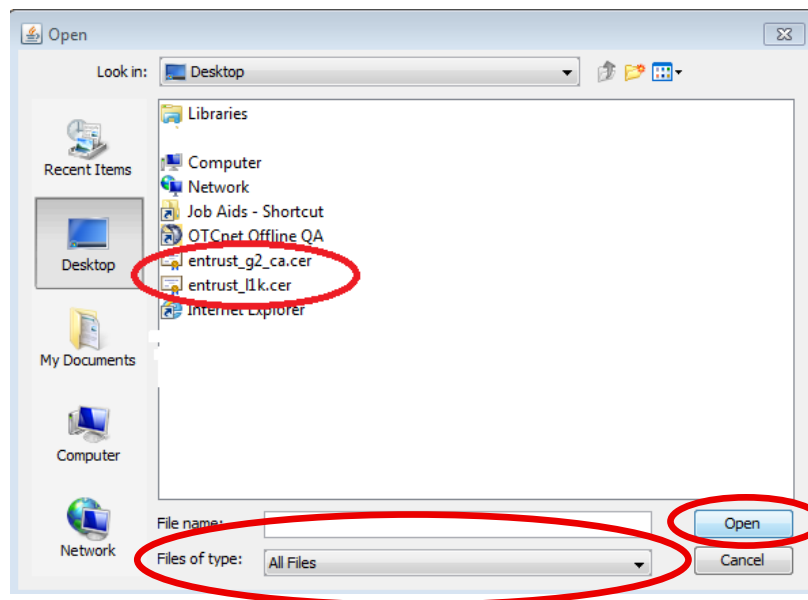 Open
Look in:
Desktop
Libraries
Computer
Network
Job Aids - Shortcut
OTCnet Offline QA
entrust_g2_ca.cer
entrust_l1k.cer
Internet Explorer
Recent Items
Desktop
My Documents
Computer
Network
File name:
Open
Files of type:
All Files
Cancel